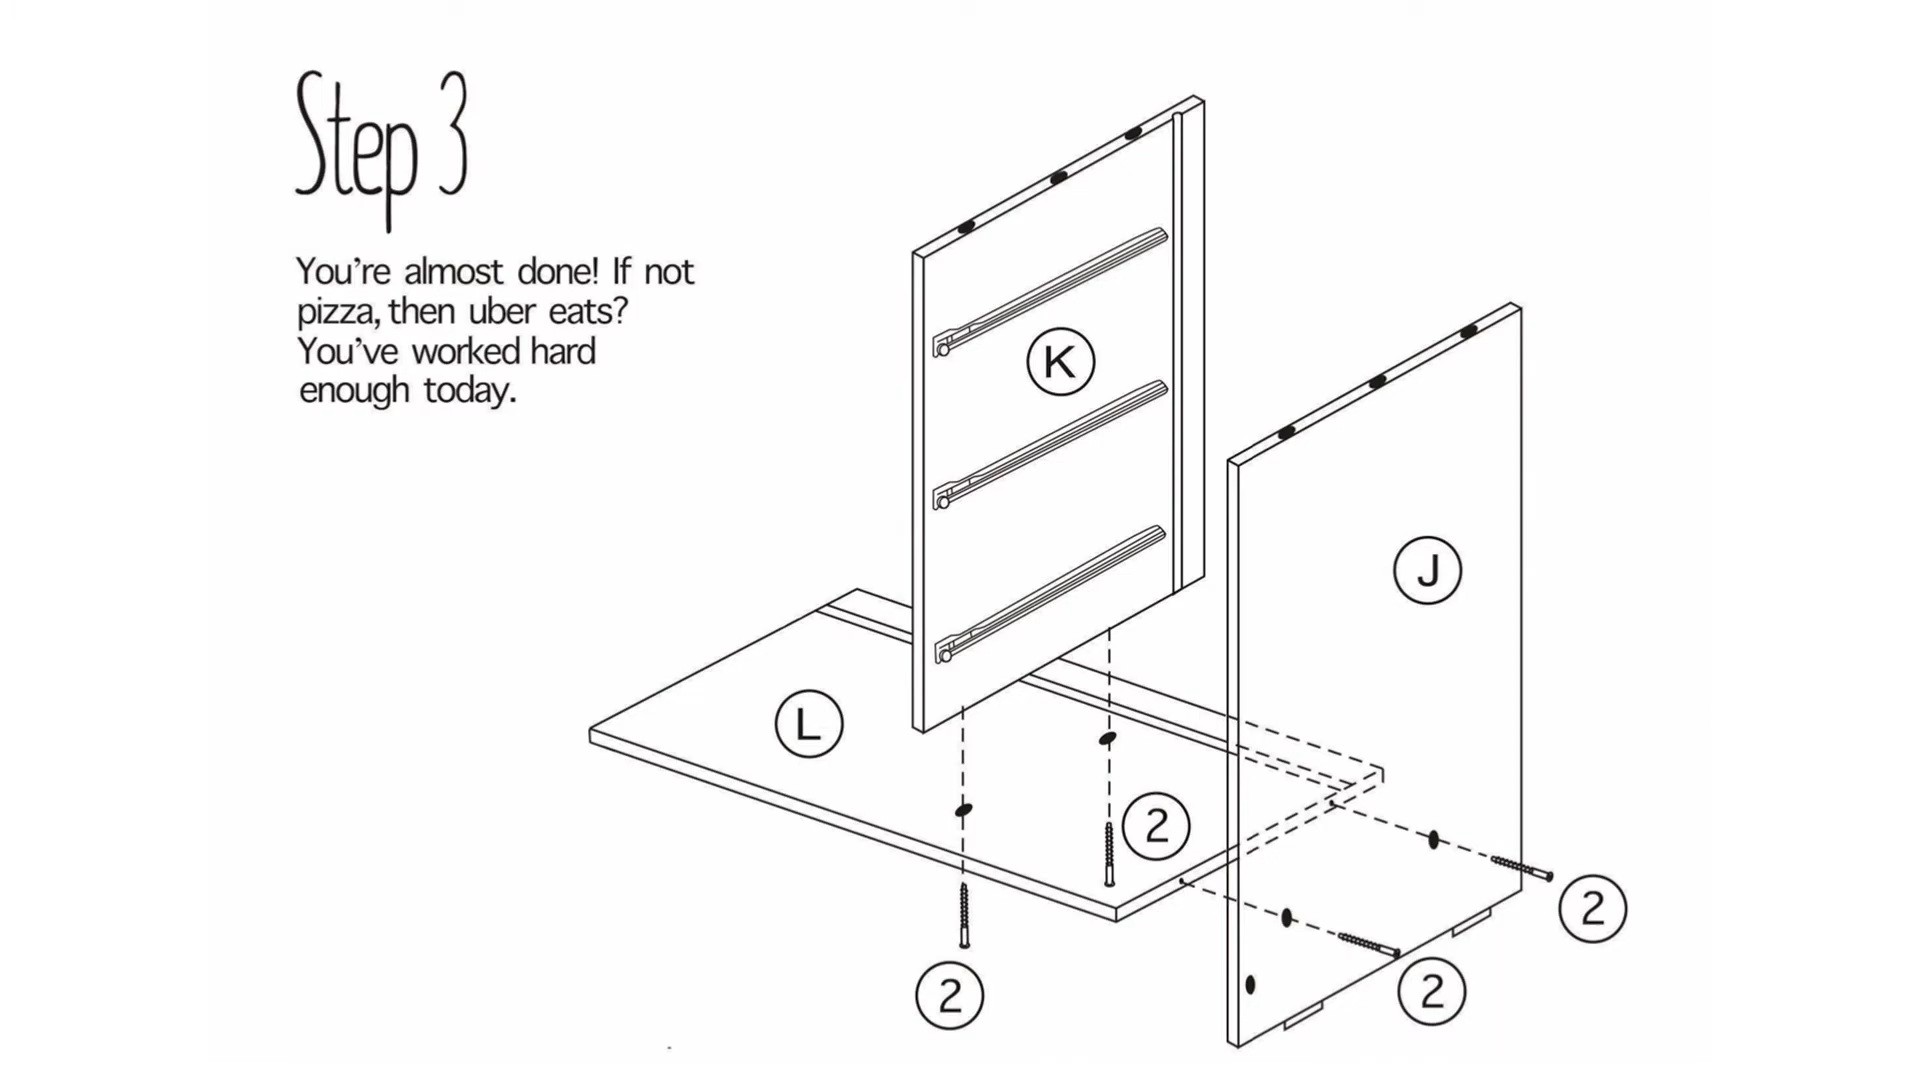 Step 3
You're almost done! If not
pizza, then uber eats?
You've worked hard
enough today.
K
J
L
2
2
2
2